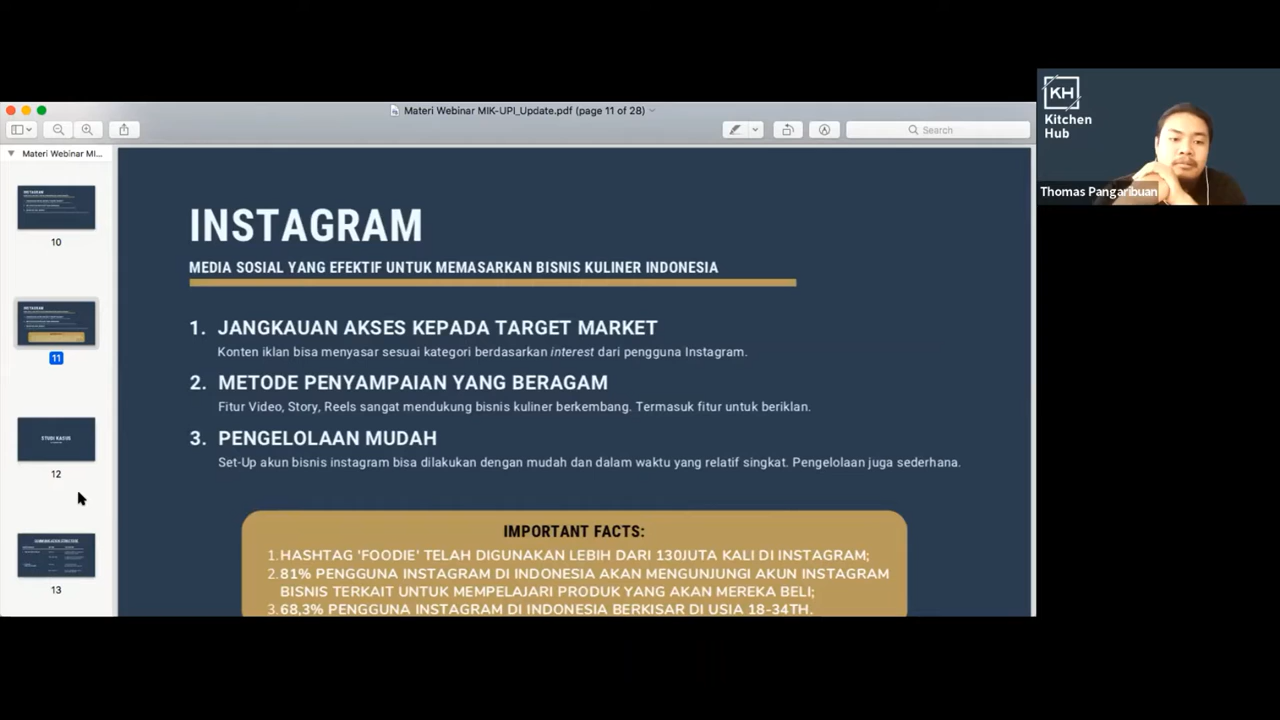 Materi Webinar MIK-UPI_Update.pdf (page 11 of 28)
Search
Materi Webinar MI...
10
11
STUDI KASUS
12
13
INSTAGRAM
MEDIA SOSIAL YANG EFEKTIF UNTUK MEMASARKAN BISNIS KULINER INDONESIA
1. JANGKAUAN AKSES KEPADA TARGET MARKET
Konten iklan bisa menyasar sesuai kategori berdasarkan interest dari pengguna Instagram.
2. METODE PENYAMPAIAN YANG BERAGAM
Fitur Video, Story, Reels sangat mendukung bisnis kuliner berkembang. Termasuk fitur untuk beriklan.
3. PENGELOLAAN MUDAH
Set-Up akun bisnis instagram bisa dilakukan dengan mudah dan dalam waktu yang relatif singkat. Pengelolaan juga sederhana.
IMPORTANT FACTS:
1. HASHTAG 'FOODIE' TELAH DIGUNAKAN LEBIH DARI 130JUTA KALI DI INSTAGRAM;
2. 81% PENGGUNA INSTAGRAM DI INDONESIA AKAN MENGUNJUNGI AKUN INSTAGRAM
BISNIS TERKAIT UNTUK MEMPELAJARI PRODUK YANG AKAN MEREKA BELI;
3. 68,3% PENGGUNA INSTAGRAM DI INDONESIA BERKISAR DI USIA 18-34TH.
KH
Kitchen
Hub
Thomas Pangaribuan